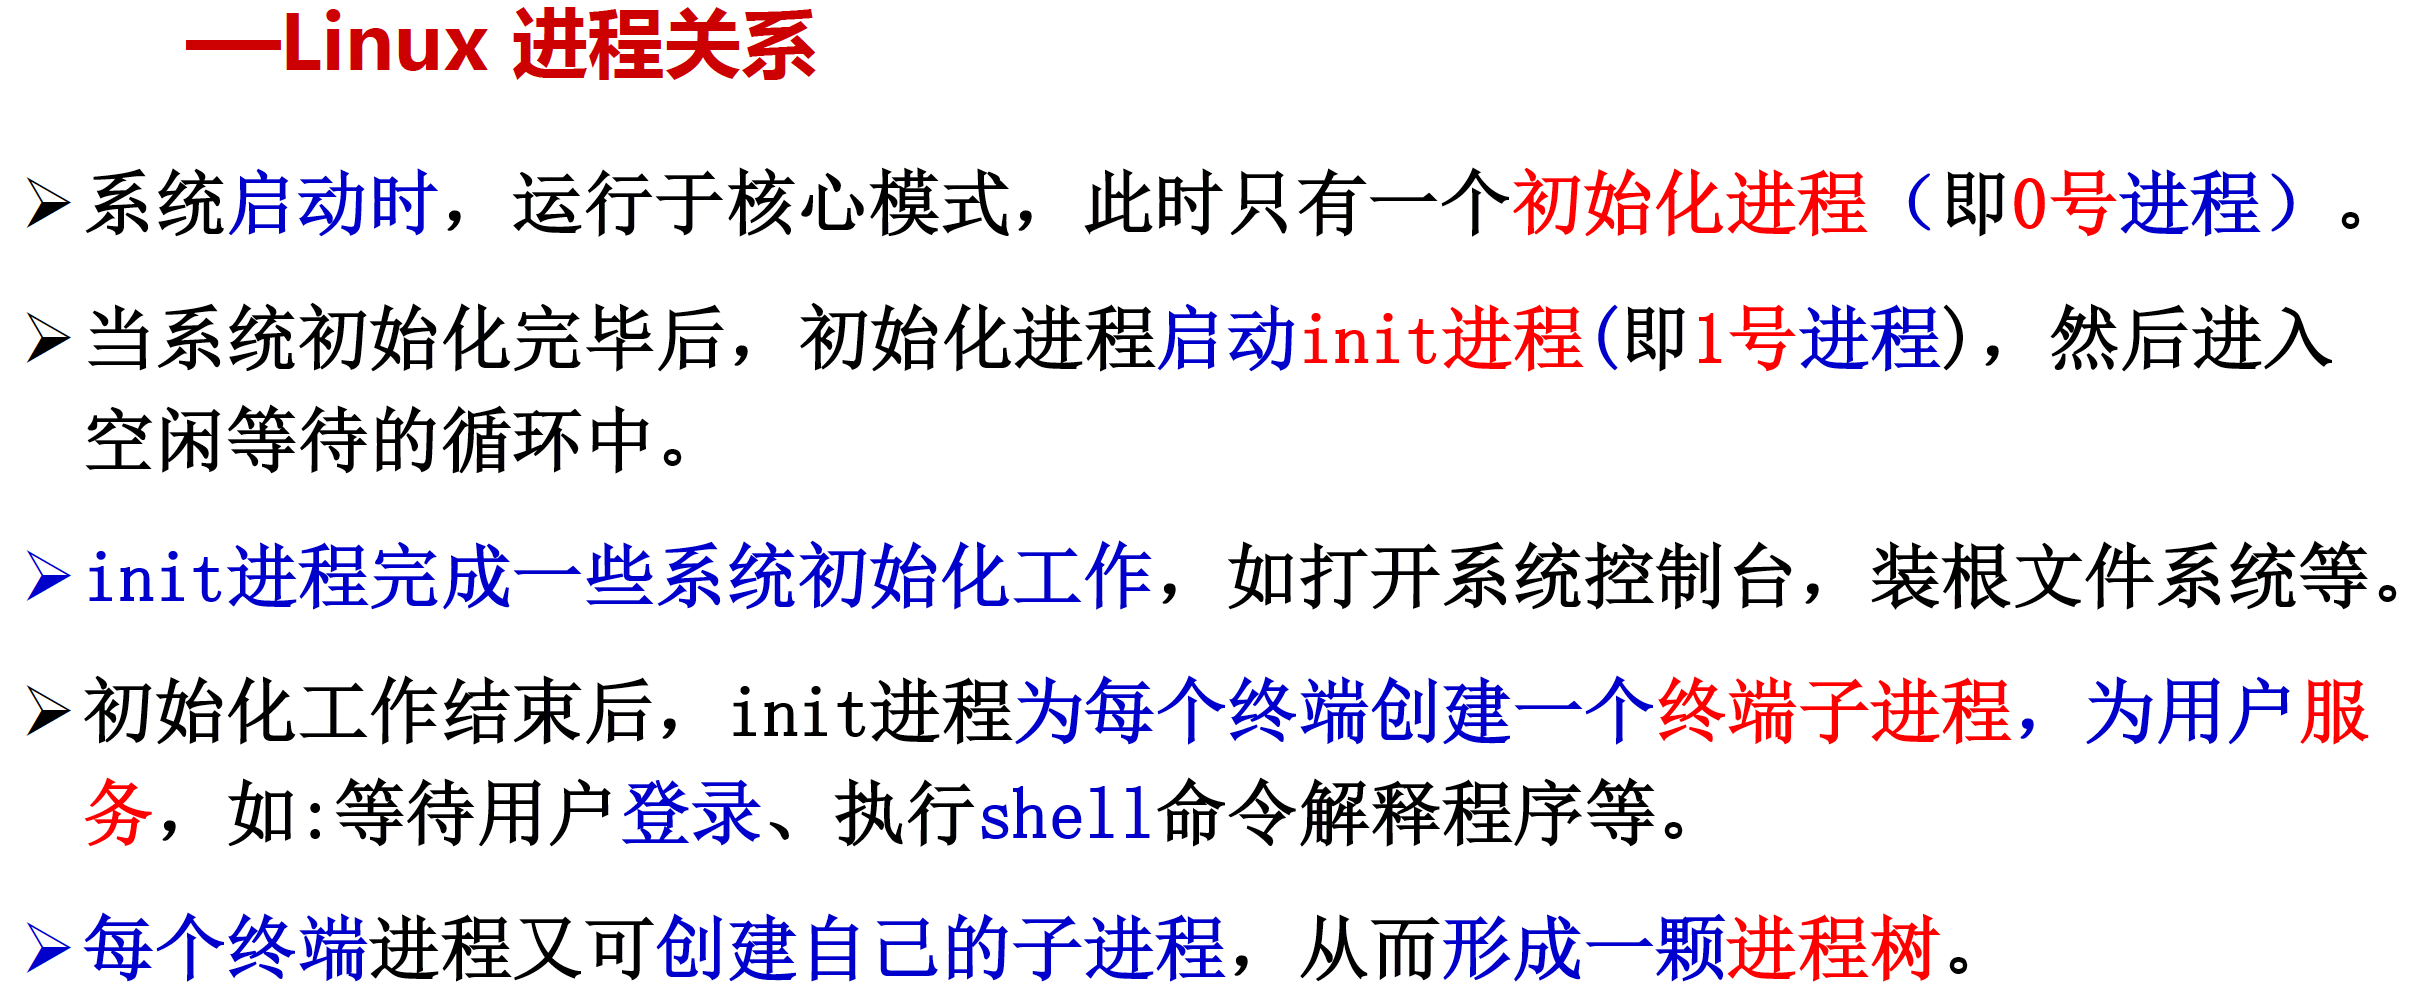 ——Linux 进程关系
➢系统启动时，运行于核心模式，此时只有一个初始化进程（即0号进程）。
➢当系统初始化完毕后，初始化进程启动init进程(即1号进程)，然后进入
空闲等待的循环中。
➢init进程完成一些系统初始化工作，如打开系统控制台，装根文件系统等。
➢初始化工作结束后，init进程为每个终端创建一个终端子进程，为用户服
务，如:等待用户登录、执行shell命令解释程序等。
➢每个终端进程又可创建自己的子进程，从而形成一颗进程树。